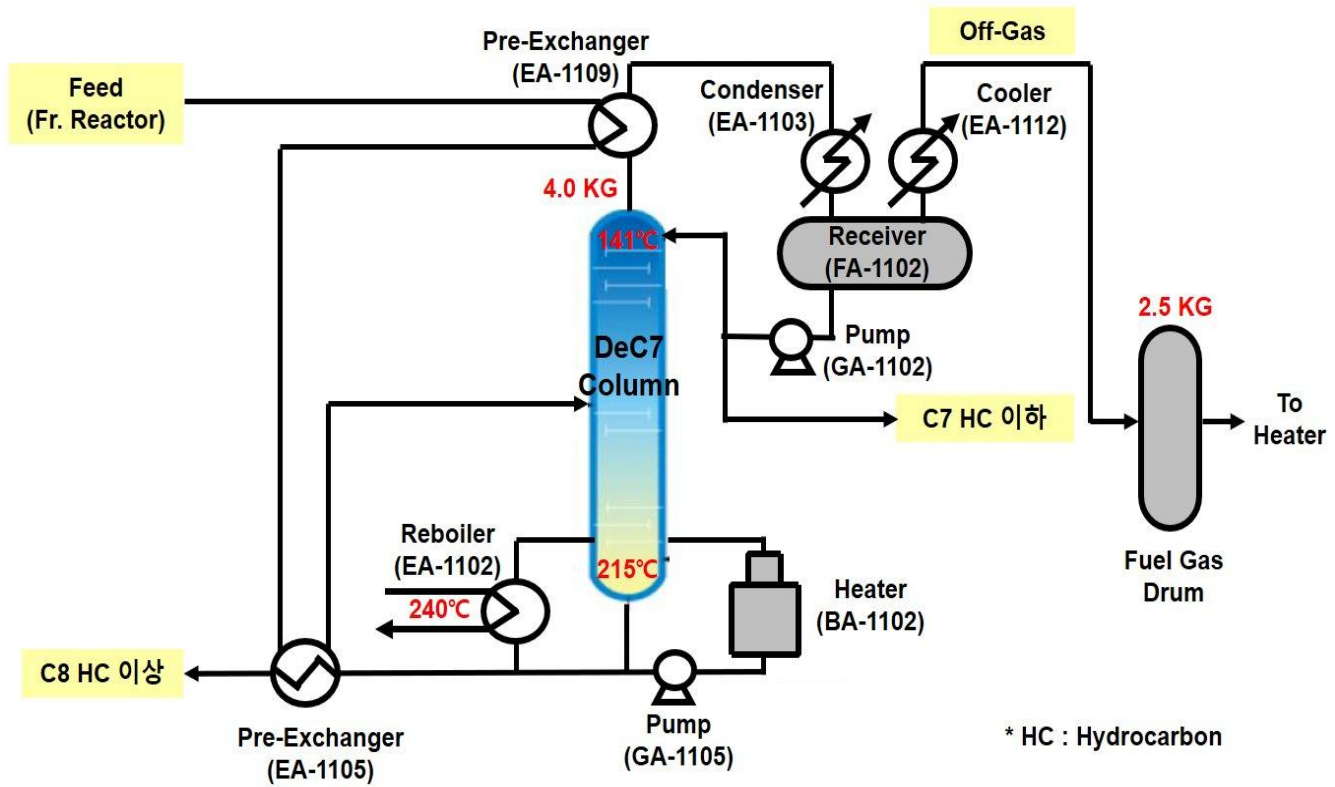 Off-Gas
Pre-Exchanger
(EA-1109)
Feed
(Fr. Reactor)
Condenser
(EA-1103)
Cooler
(EA-1112)
4.0 KG
141℃
Receiver
(FA-1102)
2.5 KG
DeC7
Column
Pump
(GA-1102)
C7 HC 이하
To
Heater
Reboiler
(EA-1102)
240℃
215℃
Heater
(BA-1102)
Fuel Gas
Drum
C8 HC 이상
Pre-Exchanger
(EA-1105)
Pump
(GA-1105)
* HC : Hydrocarbon